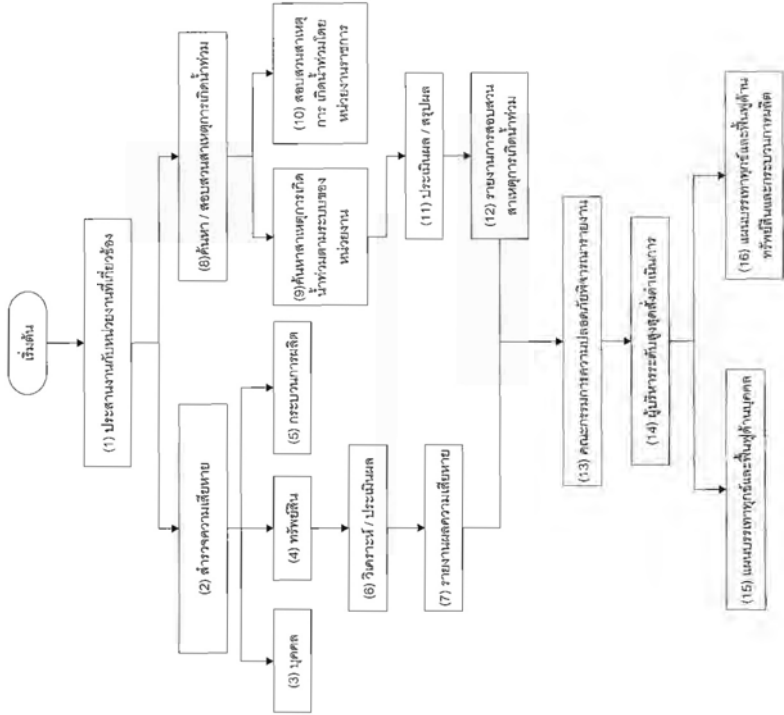 เริ่มต้น
(1) ประสานงานกับหน่วยงานที่เกี่ยวข้อง
(2) สำรวจความเสียหาย
(3) บุคคล
(4) ทรัพย์สิน
(5) กระบวนการผลิต
(6) วิเคราะห์ / ประเมินผล
(7) รายงานผลความเสียหาย
(8)ค้นหา / สอบสวนสาเหตุการเกิดน้ำท่วม
(9)ค้นหาสาเหตุการเกิด
น้ำท่วมตามระบบของ
หน่วยงาน
(10) สอบสวนสาเหตุ
การ เกิดน้ำท่วมโดย
หน่วยงานราชการ
(11) ประเมินผล / สรุปผล
(12) รายงานการสอบสวน
สาเหตุการเกิดน้ำท่วม
(13) คณะกรรมการความปลอดภัยพิจารณารายงาน
(14) ผู้บริหารระดับสูงสุดสั่งดำเนินการ
(15) แผนบรรเทาทุกข์และฟื้นฟูด้านบุคคล
(16) แผนบรรเทาทุกข์และฟื้นฟูด้าน
ทรัพย์สินและกระบวนการผลิต